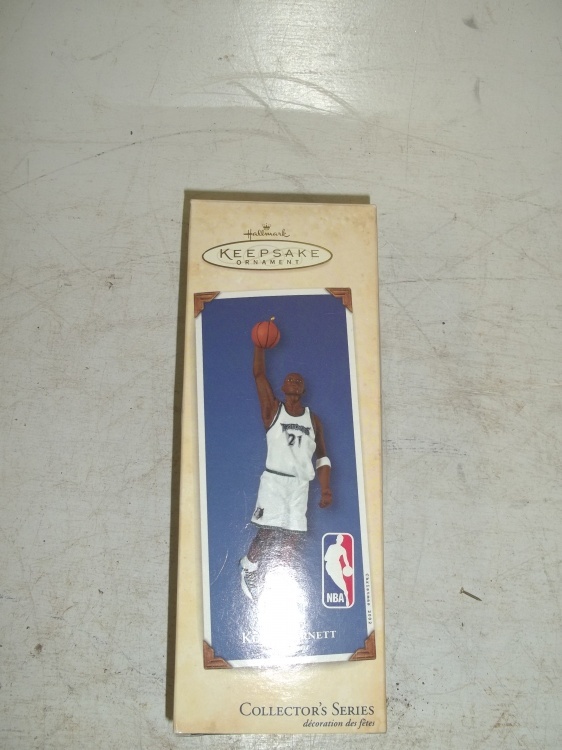 Hallmark
KEEPSAKE
ORNAMENT
21
NBA
COLLECTOR'S SERIES
décoration des fêtes